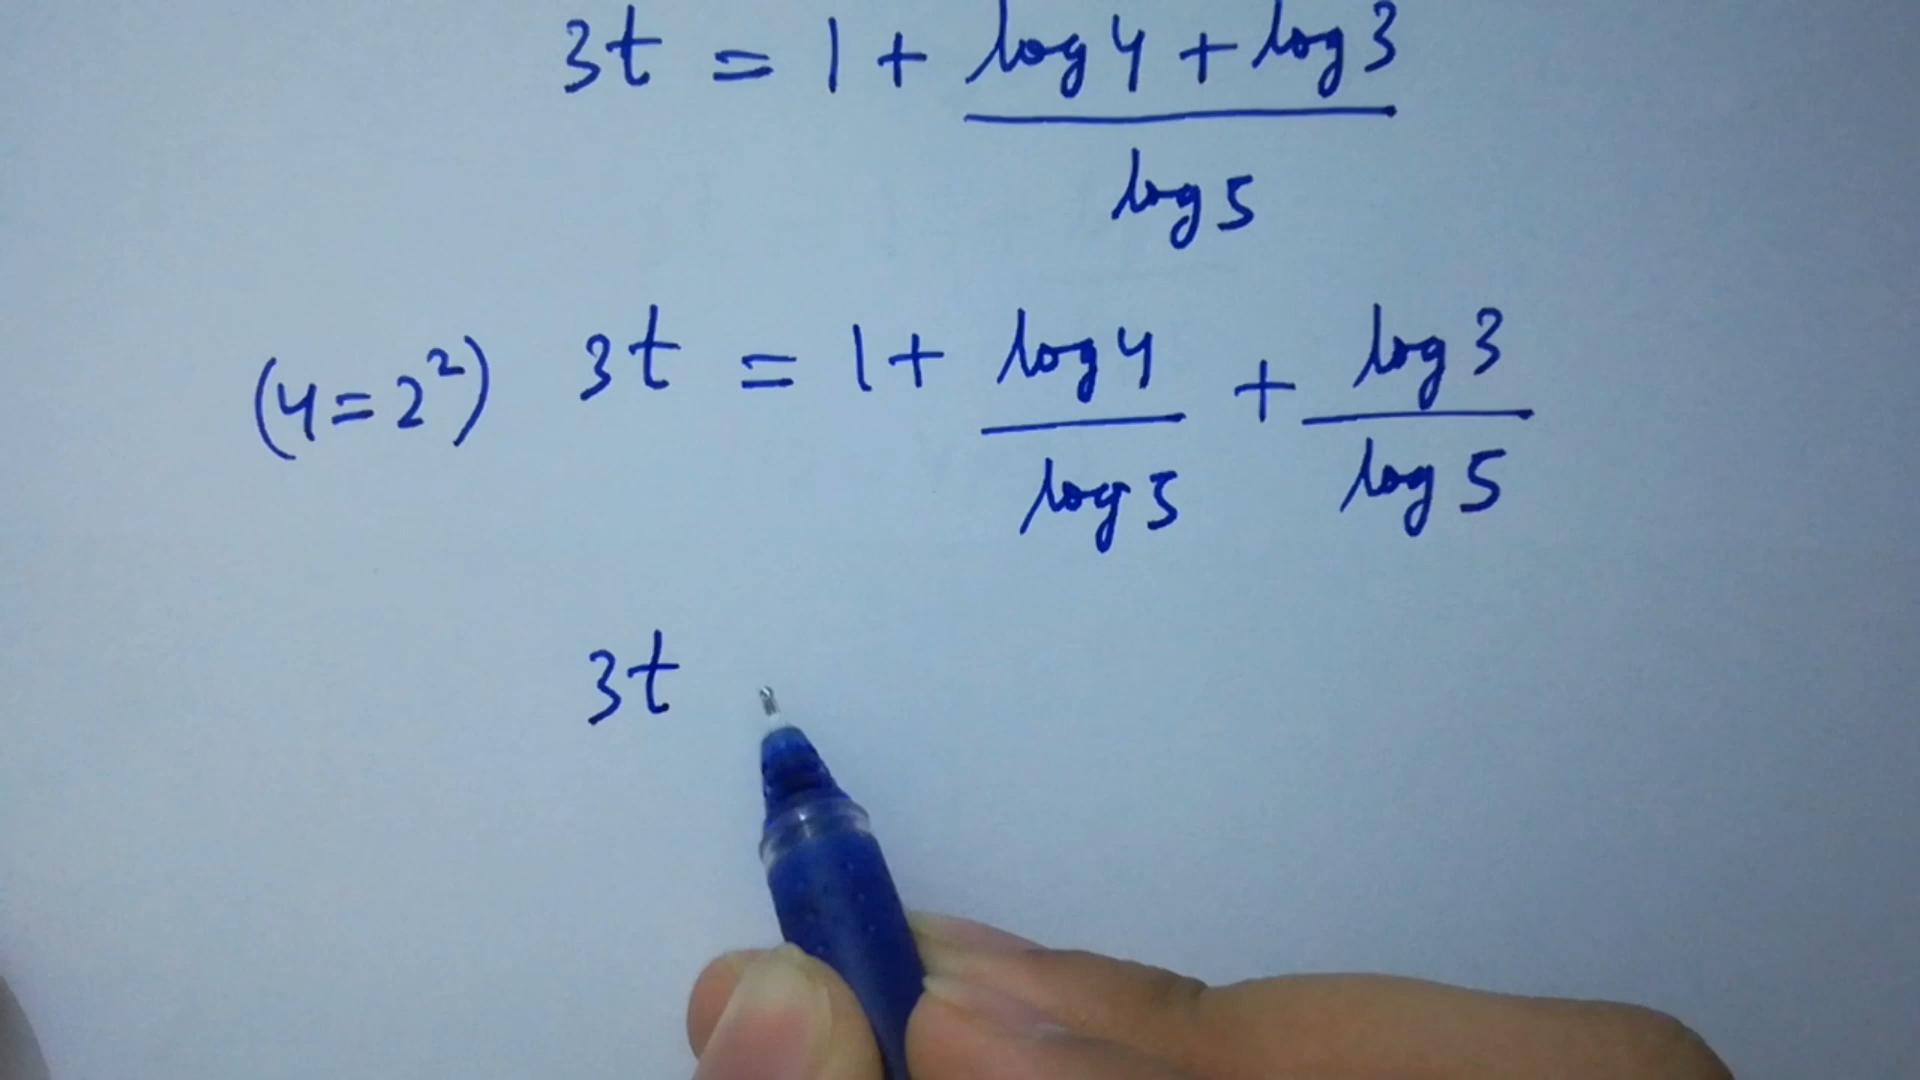 3t = 1 + (log 4 + log 3) / log 5
(4=2²) 3t = 1 + log 4 / log 5 + log 3 / log 5
3t